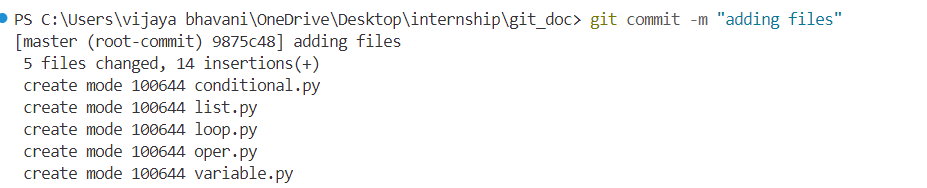 PS C:\Users\vijaya bhavani\OneDrive\Desktop\internship\git_doc> git commit -m "adding files"
[master (root-commit) 9875c48] adding files
 5 files changed, 14 insertions(+)
 create mode 100644 conditional.py
 create mode 100644 list.py
 create mode 100644 loop.py
 create mode 100644 oper.py
 create mode 100644 variable.py